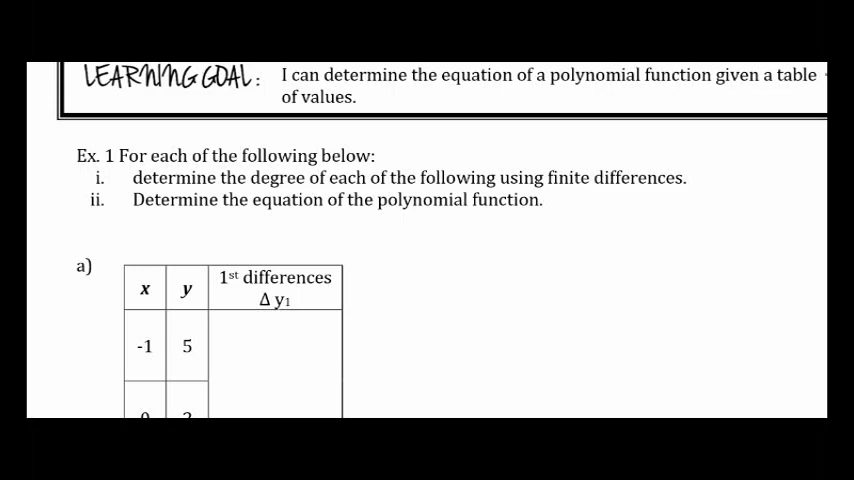 LEARNING GOAL: I can determine the equation of a polynomial function given a table
of values.
Ex. 1 For each of the following below:
i. determine the degree of each of the following using finite differences.
ii. Determine the equation of the polynomial function.
a)
x y 1st differences
Δ y1
-1 5